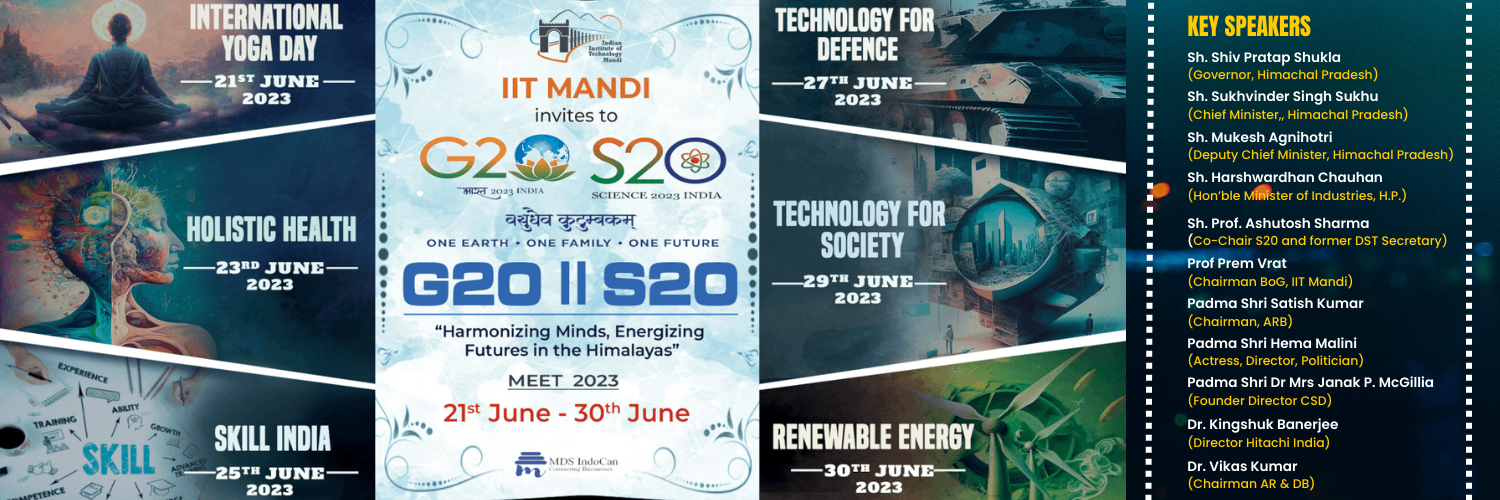 INTERNATIONAL
YOGA DAY
21ST JUNE
2023
HOLISTIC HEALTH
23RD JUNE
2023
EXPERIENCE
TRAINING
ABILITY
GROWTH
SKILL
ADVANCED
COMPETENCE
SKILL INDIA
25TH JUNE
2023
Indian
Institute of
Technology
Mandi
IIT MANDI
invites to
G20 S20
भारत 2023 INDIA
SCIENCE 2023 INDIA
वसुधैव कुटुम्बकम्
ONE EARTH • ONE FAMILY • ONE FUTURE
G20 || S20
“Harmonizing Minds, Energizing
Futures in the Himalayas”
MEET 2023
21st June - 30th June
MDS IndoCan
Connecting Businesses
TECHNOLOGY FOR
DEFENCE
27TH JUNE
2023
TECHNOLOGY FOR
SOCIETY
29TH JUNE
2023
RENEWABLE ENERGY
30TH JUNE
2023
KEY SPEAKERS
Sh. Shiv Pratap Shukla
(Governor, Himachal Pradesh)
Sh. Sukhvinder Singh Sukhu
(Chief Minister,, Himachal Pradesh)
Sh. Mukesh Agnihotri
(Deputy Chief Minister, Himachal Pradesh)
Sh. Harshwardhan Chauhan
(Hon’ble Minister of Industries, H.P.)
Sh. Prof. Ashutosh Sharma
(Co-Chair S20 and former DST Secretary)
Prof Prem Vrat
(Chairman BoG, IIT Mandi)
Padma Shri Satish Kumar
(Chairman, ARB)
Padma Shri Hema Malini
(Actress, Director, Politician)
Padma Shri Dr Mrs Janak P. McGillia
(Founder Director CSD)
Dr. Kingshuk Banerjee
(Director Hitachi India)
Dr. Vikas Kumar
(Chairman AR & DB)